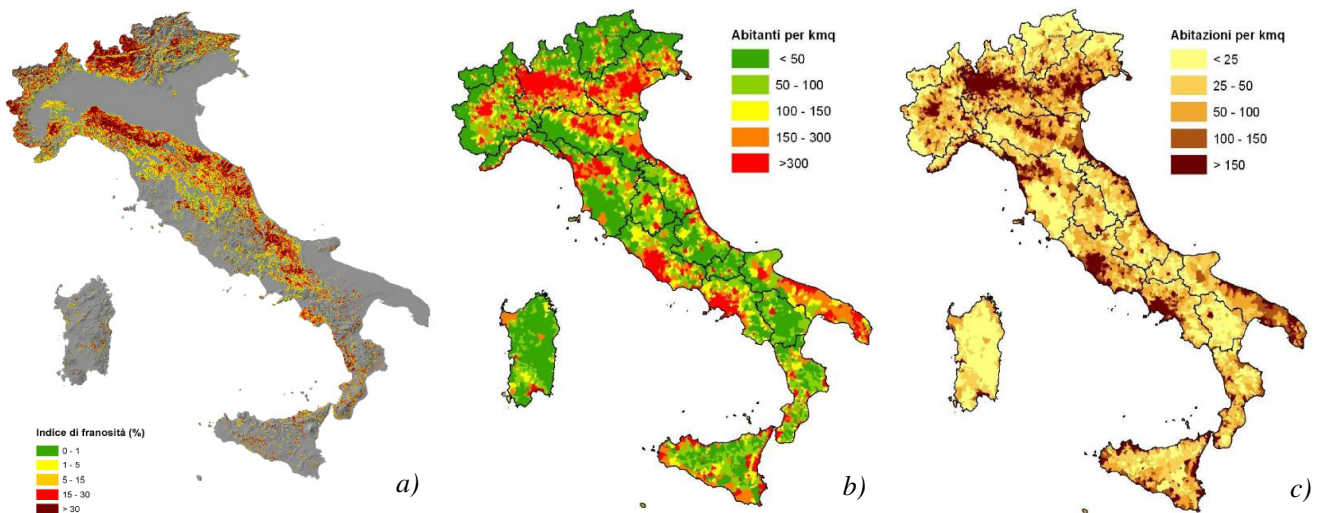 Indice di franosità (%)
0 - 1
1 - 5
5 - 15
15 - 30
> 30
a)
Abitanti per kmq
< 50
50 - 100
100 - 150
150 - 300
>300
b)
Abitazioni per kmq
< 25
25 - 50
50 - 100
100 - 150
> 150
c)